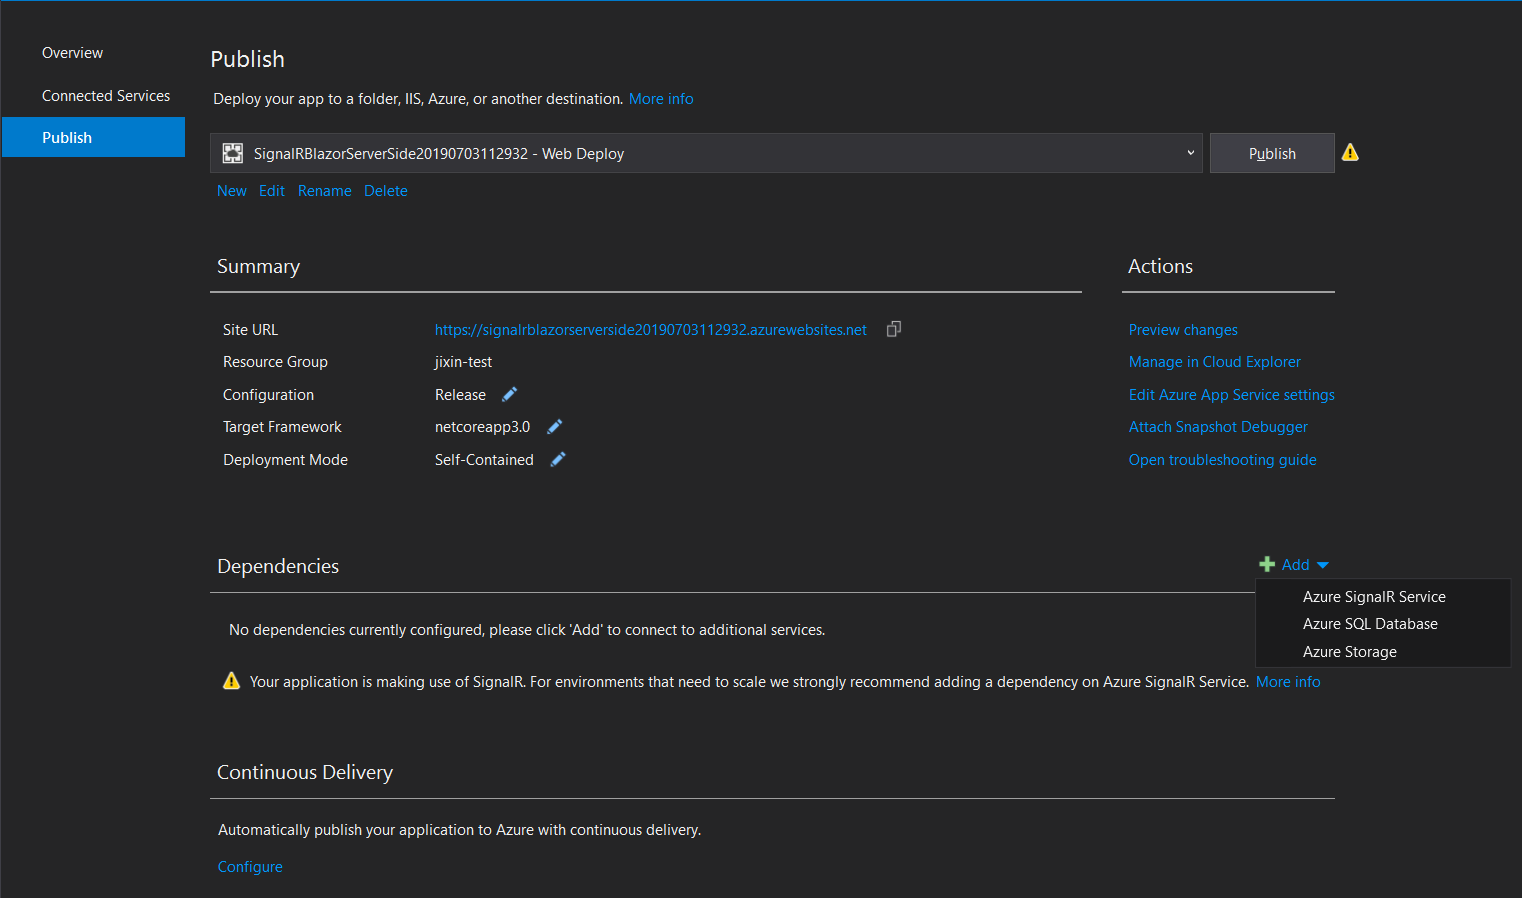 Overview
Connected Services
Publish
Publish
Deploy your app to a folder, IIS, Azure, or another destination. More info
SignalRBlazorServerSide20190703112932 - Web Deploy
Publish
New Edit Rename Delete
Summary
Site URL https://signalrblazorserverside20190703112932.azurewebsites.net
Resource Group jixin-test
Configuration Release
Target Framework netcoreapp3.0
Deployment Mode Self-Contained
Actions
Preview changes
Manage in Cloud Explorer
Edit Azure App Service settings
Attach Snapshot Debugger
Open troubleshooting guide
Dependencies
Add
Azure SignalR Service
Azure SQL Database
Azure Storage
No dependencies currently configured, please click 'Add' to connect to additional services.
Your application is making use of SignalR. For environments that need to scale we strongly recommend adding a dependency on Azure SignalR Service. More info
Continuous Delivery
Automatically publish your application to Azure with continuous delivery.
Configure